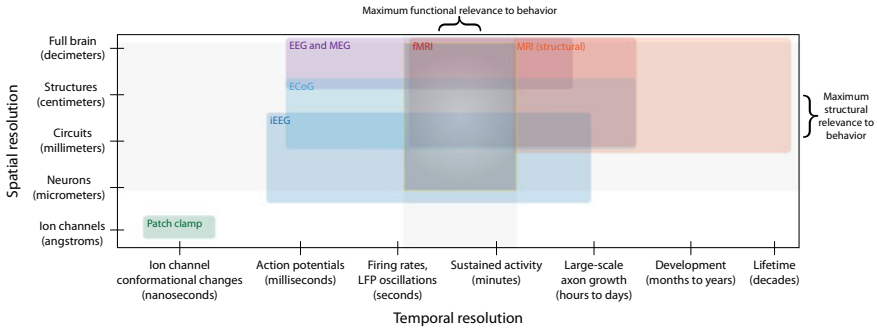 Maximum functional relevance to behavior
Full brain
(decimeters)
Structures
(centimeters)
Circuits
(millimeters)
Neurons
(micrometers)
Ion channels
(angstroms)
Spatial resolution
EEG and MEG
fMRI
MRI (structural)
ECoG
iEEG
Patch clamp
Maximum
structural
relevance to
behavior
Ion channel
conformational changes
(nanoseconds)
Action potentials
(milliseconds)
Firing rates,
LFP oscillations
(seconds)
Sustained activity
(minutes)
Large-scale
axon growth
(hours to days)
Development
(months to years)
Lifetime
(decades)
Temporal resolution